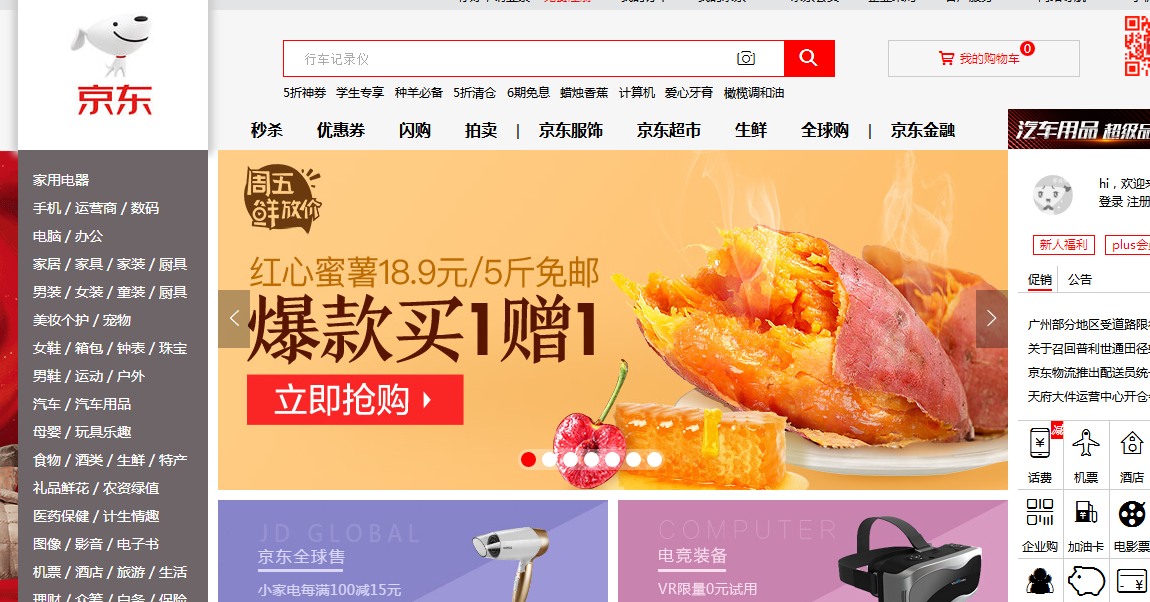 京东
行车记录仪
我的购物车
0
5折神券 学生专享 种羊必备 5折清仓 6期免息 蜡烛香蕉 计算机 爱心牙膏 橄榄调和油
秒杀 优惠券 闪购 拍卖 | 京东服饰 京东超市 生鲜 全球购 | 京东金融
汽车用品 超级品
家用电器
手机 / 运营商 / 数码
电脑 / 办公
家居 / 家具 / 家装 / 厨具
男装 / 女装 / 童装 / 厨具
美妆个护 / 宠物
女鞋 / 箱包 / 钟表 / 珠宝
男鞋 / 运动 / 户外
汽车 / 汽车用品
母婴 / 玩具乐趣
食物 / 酒类 / 生鲜 / 特产
礼品鲜花 / 农资绿值
医药保健 / 计生情趣
图像 / 影音 / 电子书
机票 / 酒店 / 旅游 / 生活
理财 / 众筹 / 白条 / 保险
周五
鲜放价
红心蜜薯18.9元/5斤免邮
爆款买1赠1
立即抢购
JD GLOBAL
京东全球售
小家电每满100减15元
COMPUTER
电竞装备
VR限量0元试用
hi，欢迎来
登录 注册
新人福利 plus会
促销 公告
广州部分地区受道路限
关于召回普利世通田径
京东物流推出配送员统
天府大件运营中心开仓
减
话费 机票 酒店
企业购 加油卡 电影票